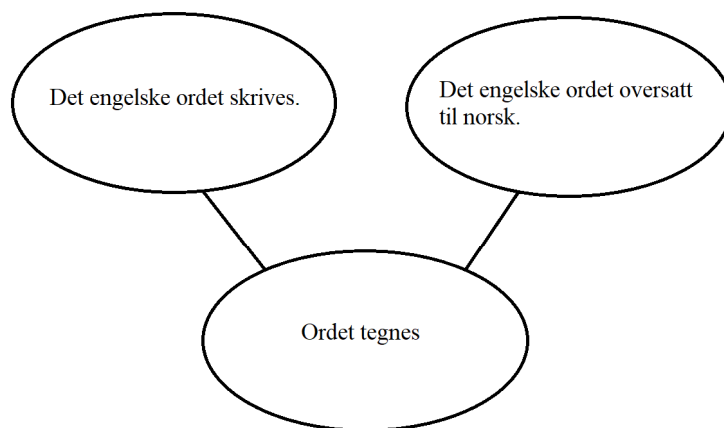 Det engelske ordet skrives.
Det engelske ordet oversatt
til norsk.
Ordet tegnes